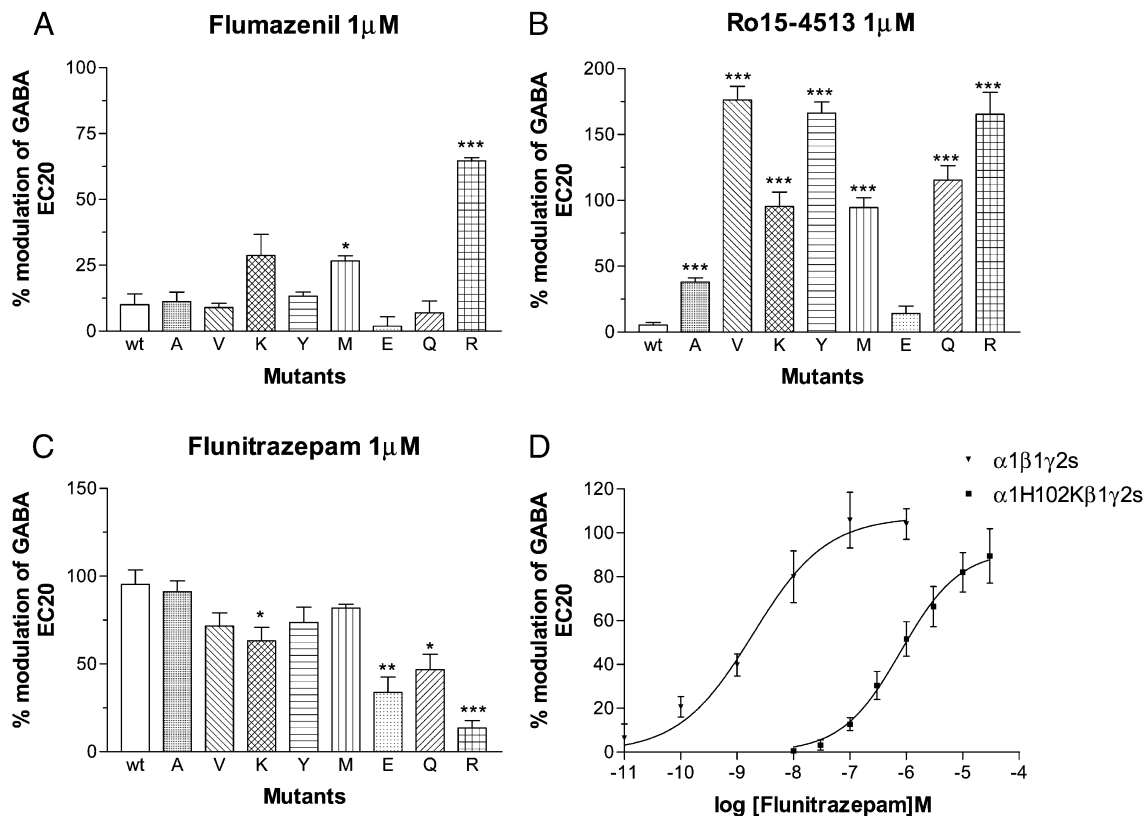 A
Flumazenil 1μM
% modulation of GABA
EC20
100
75
50
25
0
***
*
wt A V K Y M E Q R
Mutants
B
Ro15-4513 1μM
% modulation of GABA
EC20
200
150
100
50
0
*** *** *** *** *** *** ***
wt A V K Y M E Q R
Mutants
C
Flunitrazepam 1μM
% modulation of GABA
EC20
150
100
50
0
* ** * ***
wt A V K Y M E Q R
Mutants
D
α1β1γ2s
α1H102Kβ1γ2s
% modulation of GABA
EC20
120
100
80
60
40
20
0
-11 -10 -9 -8 -7 -6 -5 -4
log [Flunitrazepam]M